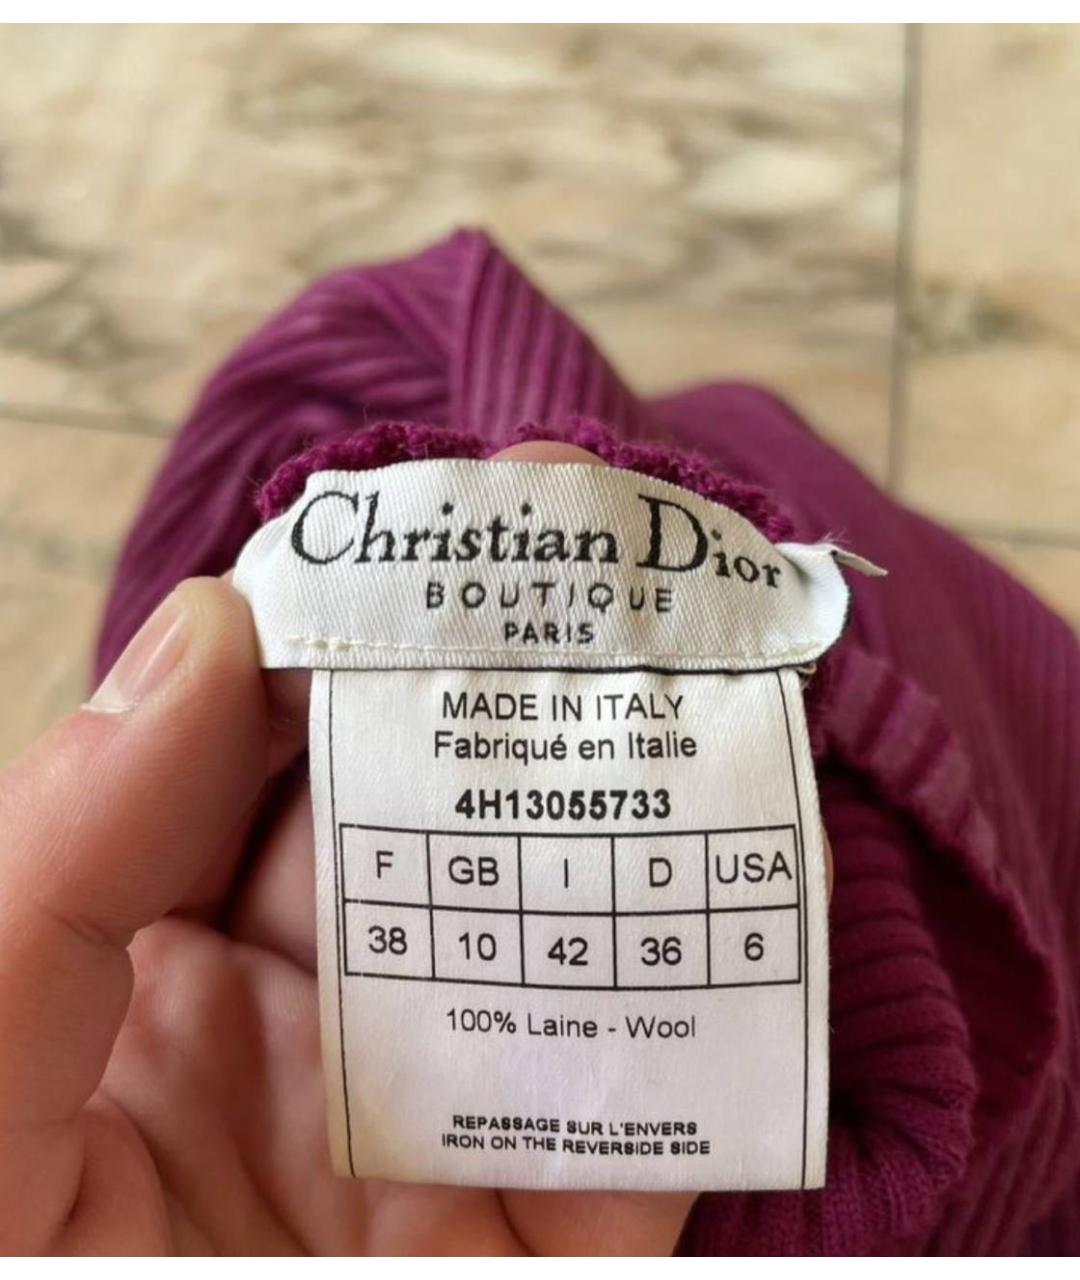 Christian Dior
BOUTIQUE
PARIS
MADE IN ITALY
Fabriqué en Italie
4H13055733
F GB I D USA
38 10 42 36 6
100% Laine - Wool
REPASSAGE SUR L'ENVERS
IRON ON THE REVERSIDE SIDE